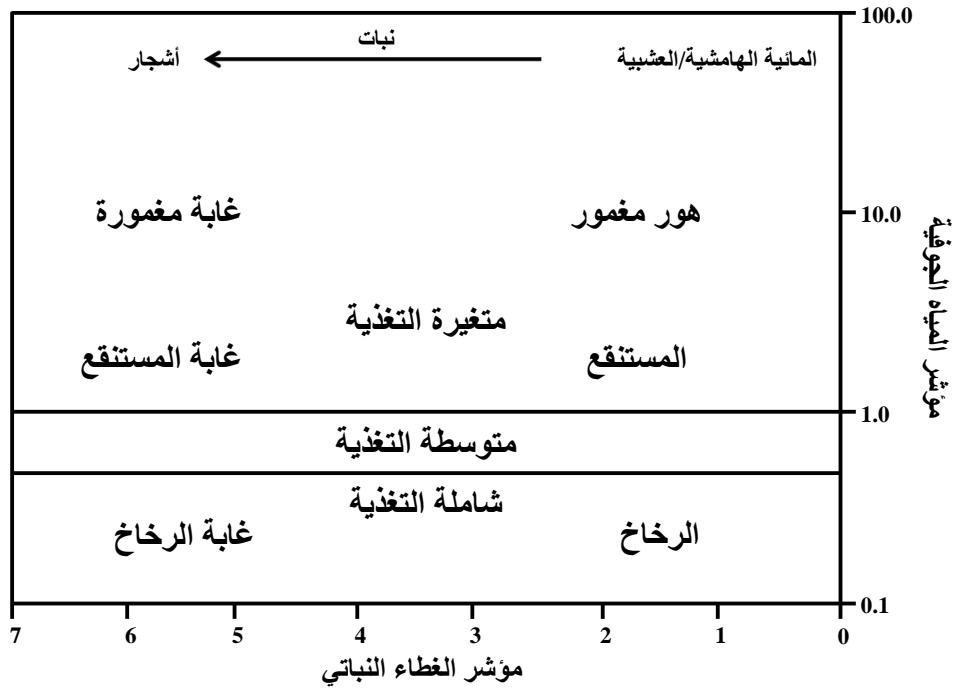 100.0
نبات
المائية الهامشية/العشبية
أشجار
هور مغمور
غابة مغمورة
10.0
مؤشر المياه الجوفية
متغيرة التغذية
المستنقع
غابة المستنقع
1.0
متوسطة التغذية
شاملة التغذية
الرخاخ
غابة الرخاخ
0.1
0 1 2 3 4 5 6 7
مؤشر الغطاء النباتي